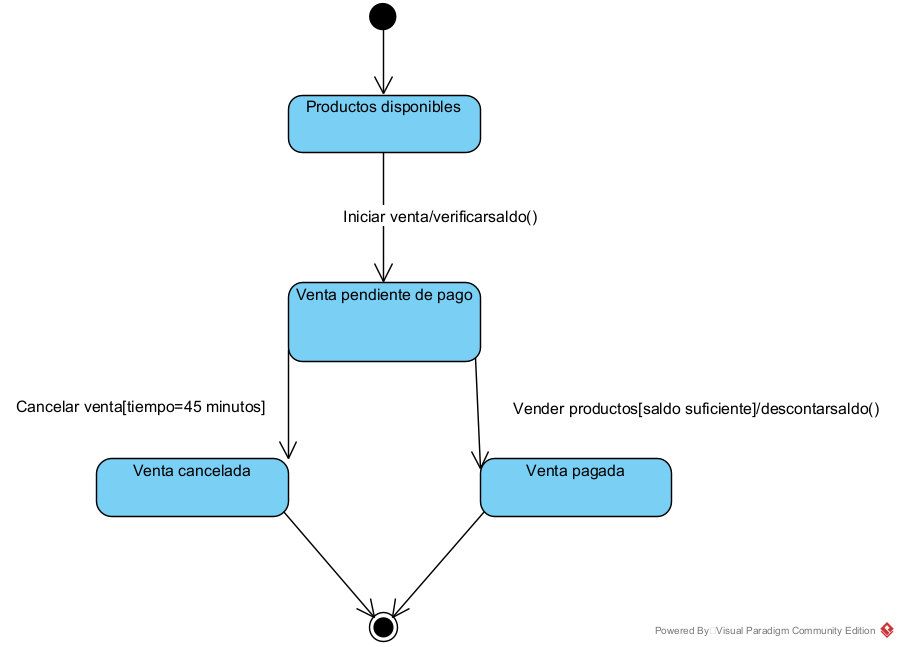 Productos disponibles
Iniciar venta/verificarsaldo()
Venta pendiente de pago
Cancelar venta[tiempo=45 minutos]
Vender productos[saldo suficiente]/descontarsaldo()
Venta cancelada
Venta pagada
Powered By Visual Paradigm Community Edition